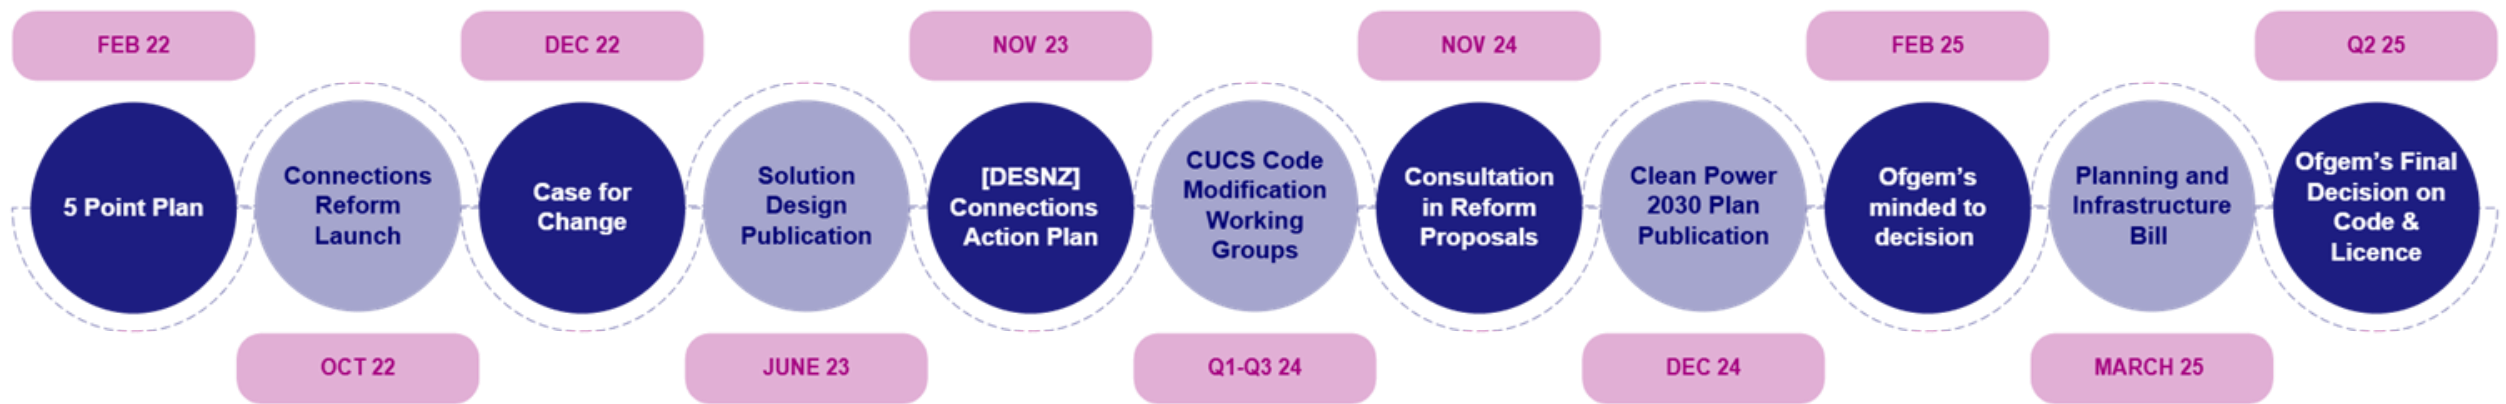 FEB 22
5 Point Plan
OCT 22
Connections
Reform
Launch
DEC 22
Case for
Change
JUNE 23
Solution
Design
Publication
NOV 23
[DESNZ]
Connections
Action Plan
Q1-Q3 24
CUCS Code
Modification
Working
Groups
NOV 24
Consultation
in Reform
Proposals
DEC 24
Clean Power
2030 Plan
Publication
FEB 25
Ofgem's
minded to
decision
MARCH 25
Planning and
Infrastructure
Bill
Q2 25
Ofgem's Final
Decision on
Code &
Licence